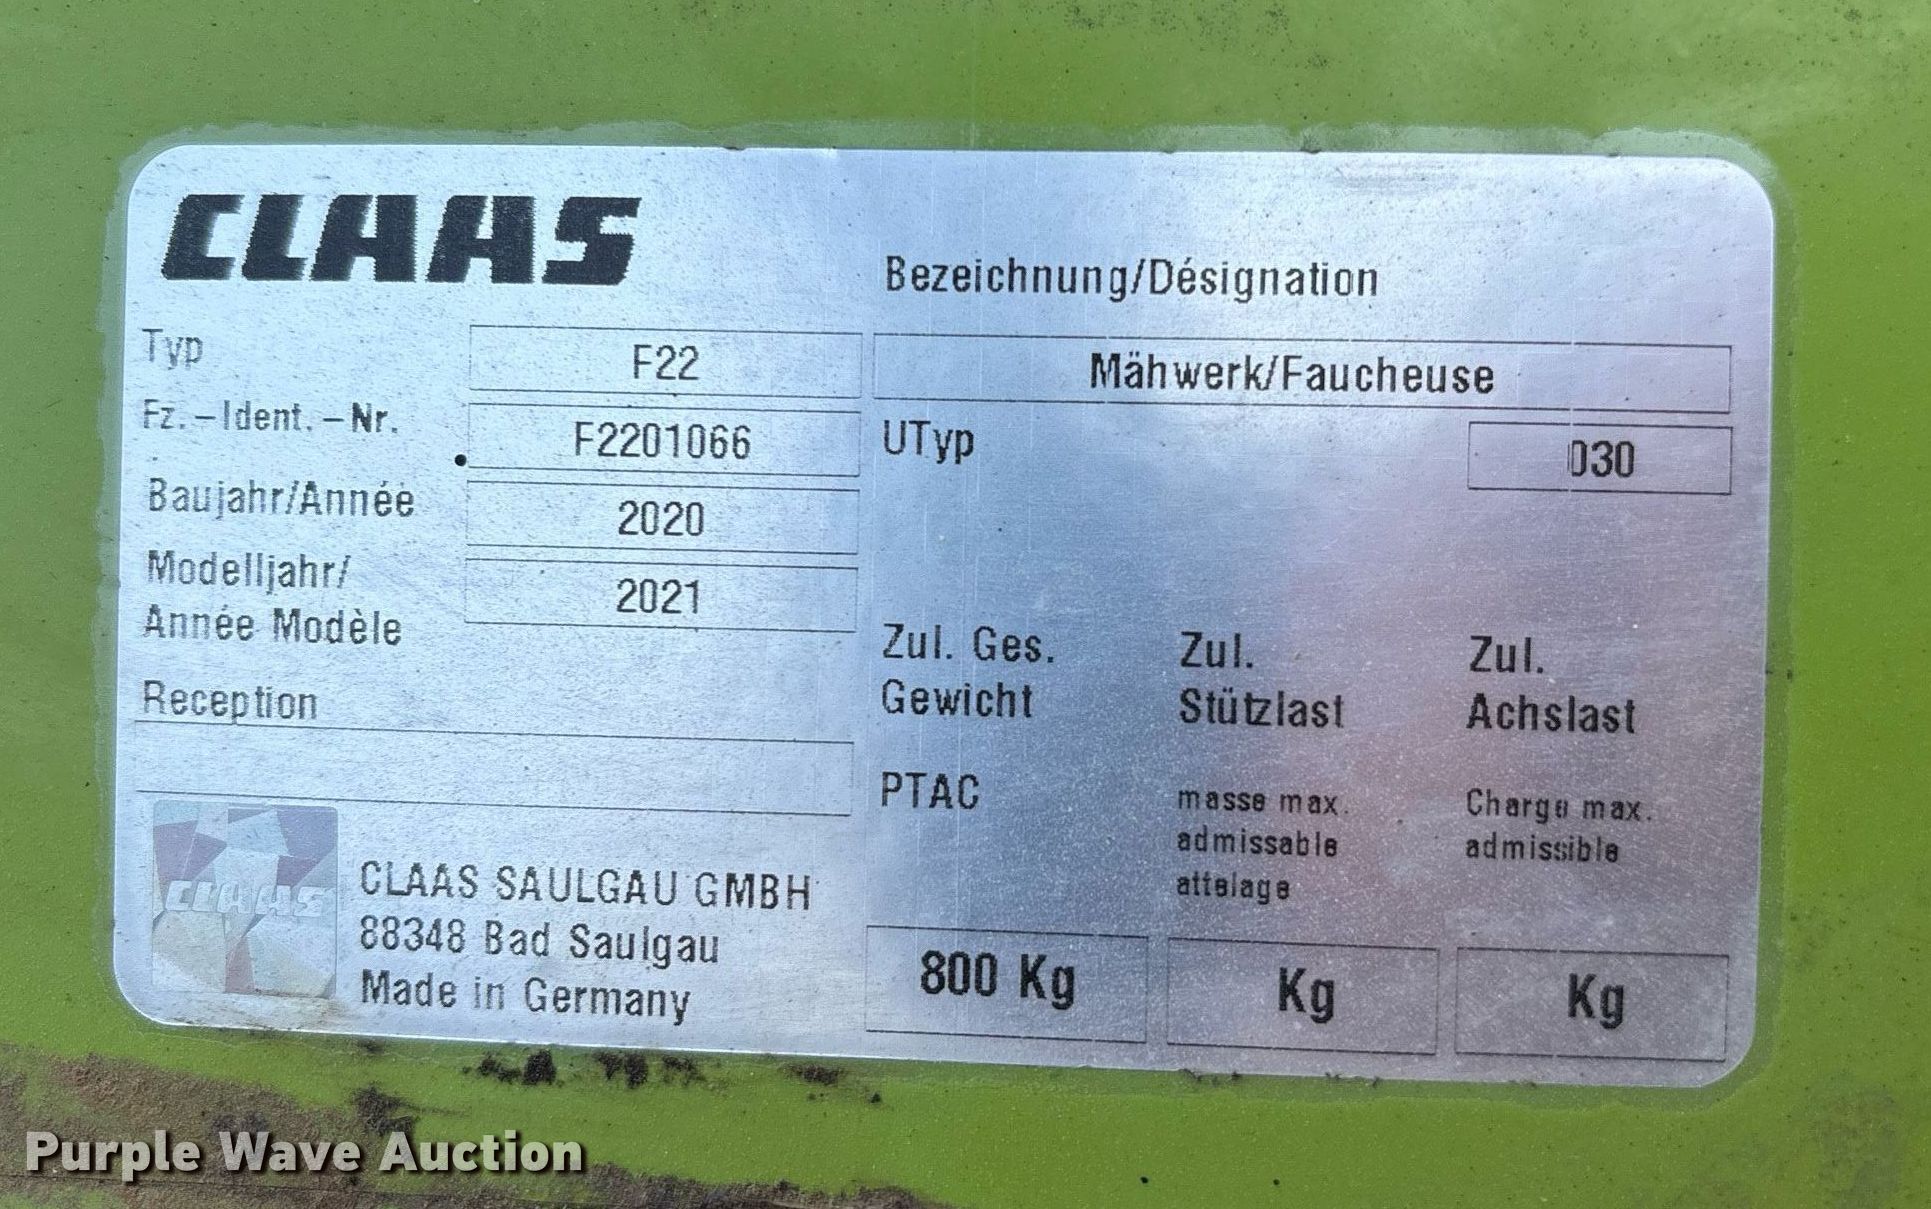 CLAAS
Bezeichnung/Désignation
Typ F22 Mähwerk/Faucheuse
Fz.-Ident.-Nr. F2201066 UTyp 030
Baujahr/Année 2020
Modelljahr/
Année Modèle 2021
Reception
Zul. Ges. Gewicht
Zul. Stützlast
Zul. Achslast
PTAC
masse max. admissable attelage
Charge max. admissible
800 Kg
Kg
Kg
CLAAS
CLAAS SAULGAU GMBH
88348 Bad Saulgau
Made in Germany
Purple Wave Auction